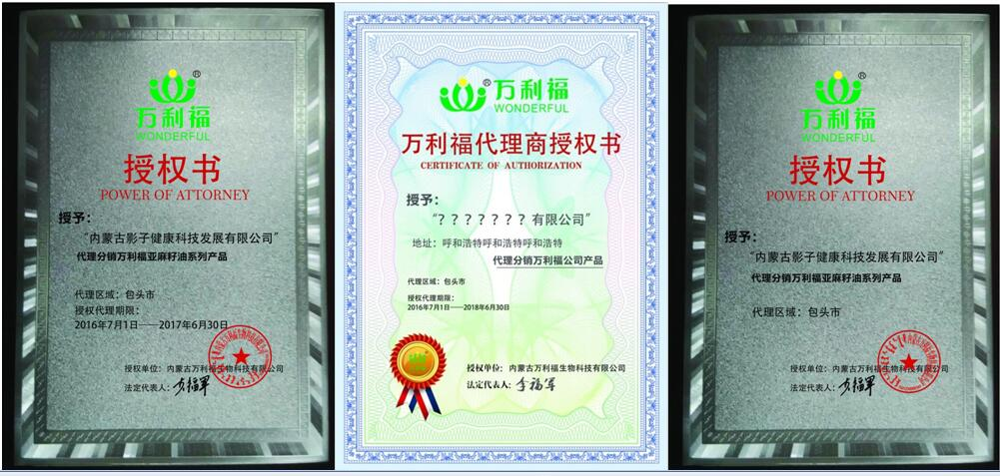 ®
万利福
WONDERFUL
授权书
POWER OF ATTORNEY
授予:
“内蒙古影子健康科技发展有限公司”
代理分销万利福亚麻籽油系列产品
代理区域：包头市
授权代理期限：
2016年7月1日——2017年6月30日
授权单位：内蒙古万利福生物科技有限公司
法定代表人：
®
万利福
WONDERFUL
万利福代理商授权书
CERTIFICATE OF AUTHORIZATION
授予:
“？？？？？？？有限公司”
地址：呼和浩特呼和浩特呼和浩特
代理分销万利福公司产品
代理区域：包头市
授权代理期限：
2016年7月1日——2018年6月30日
授权单位：内蒙古万利福生物科技有限公司
法定代表人：李福军
®
万利福
WONDERFUL
授权书
POWER OF ATTORNEY
授予:
“内蒙古影子健康科技发展有限公司”
代理分销万利福亚麻籽油系列产品
代理区域：包头市
授权单位：内蒙古万利福生物科技有限公司
法定代表人：